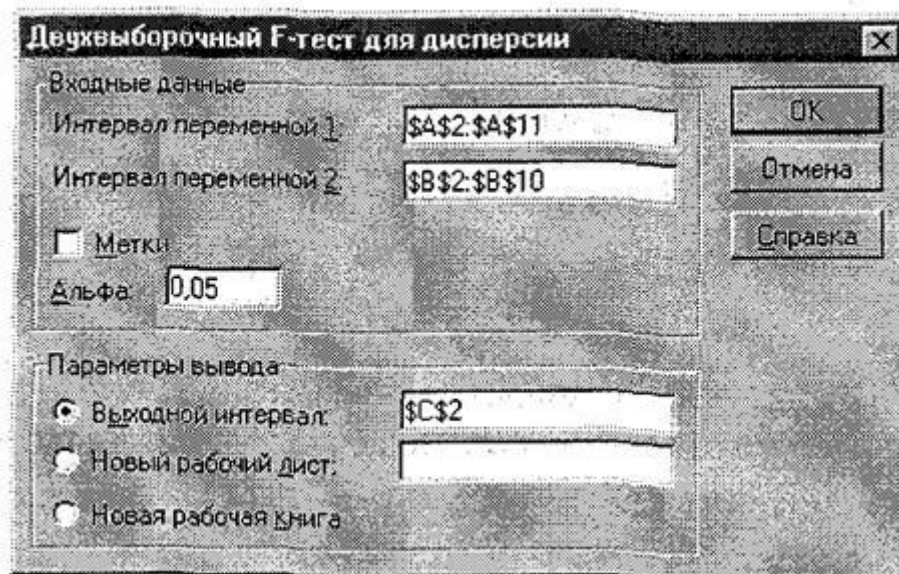 Двухвыборочный F-тест для дисперсии
Входные данные
Интервал переменной 1: $A$2:$A$11
Интервал переменной 2: $B$2:$B$10
Метки
Альфа: 0,05
OK
Отмена
Справка
Параметры вывода
Выходной интервал: $C$2
Новый рабочий лист:
Новая рабочая книга